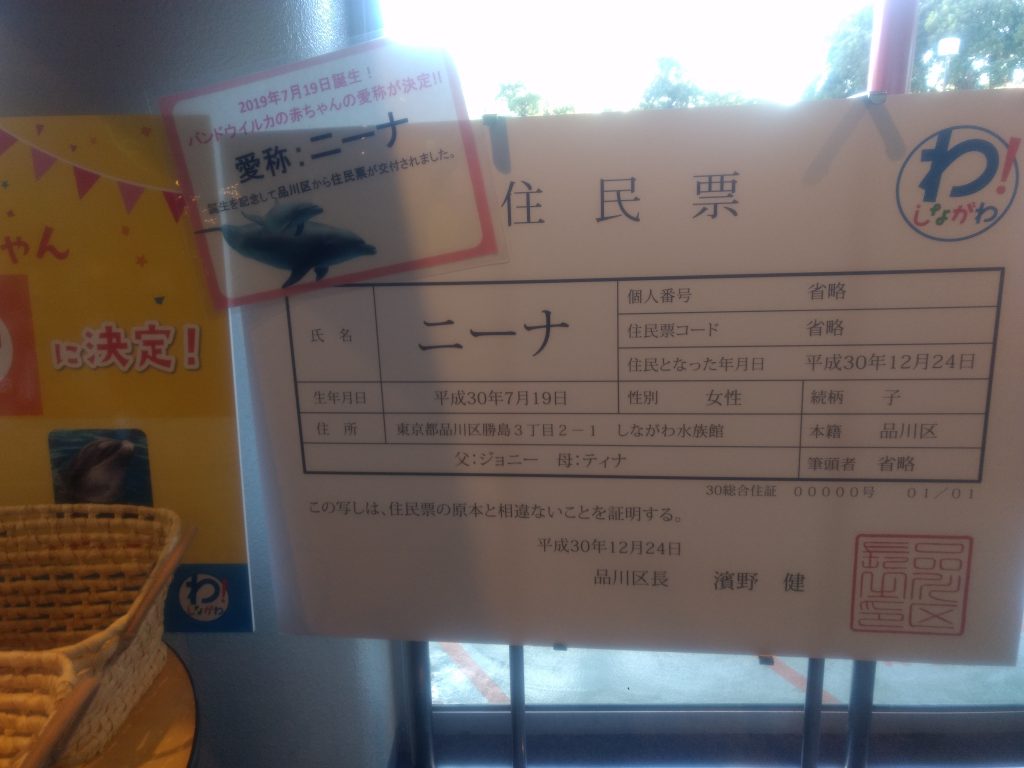 2019年7月19日誕生!
バンドウイルカの赤ちゃんの愛称が決定!!
愛称:ニーナ
誕生を記念して品川区から住民票が交付されました。
ゃん
に決定!
わ!
しながわ
住民票
わ!
しながわ
氏 名
ニーナ
個人番号 省略
住民票コード 省略
住民となった年月日 平成30年12月24日
生年月日 平成30年7月19日 性別 女性 続柄 子
住 所 東京都品川区勝島3丁目2-1 しながわ水族館 本籍 品川区
父:ジョニー 母:ティナ 筆頭者 省略
30総合住証 00000号 01/01
この写しは、住民票の原本と相違ないことを証明する。
平成30年12月24日
品川区長 濱野 健
品川区長之印